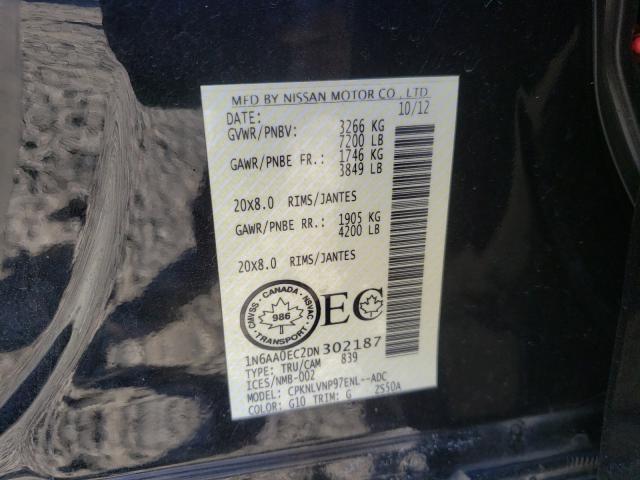 MFD BY NISSAN MOTOR CO., LTD
DATE: 10/12
GVWR/PNBV: 3266 KG
7200 LB
GAWR/PNBE FR.: 1746 KG
3849 LB
20X8.0 RIMS/JANTES
GAWR/PNBE RR.: 1905 KG
4200 LB
20X8.0 RIMS/JANTES
CANADA
CMVSS NSVAC
986
TRANSPORT
EC
1N6AA0EC2DN302187
TYPE: TRU/CAM 839
ICES/NMB-002
MODEL: CPKNLVNP97ENL--ADC
COLOR: G10 TRIM: G 2S50A